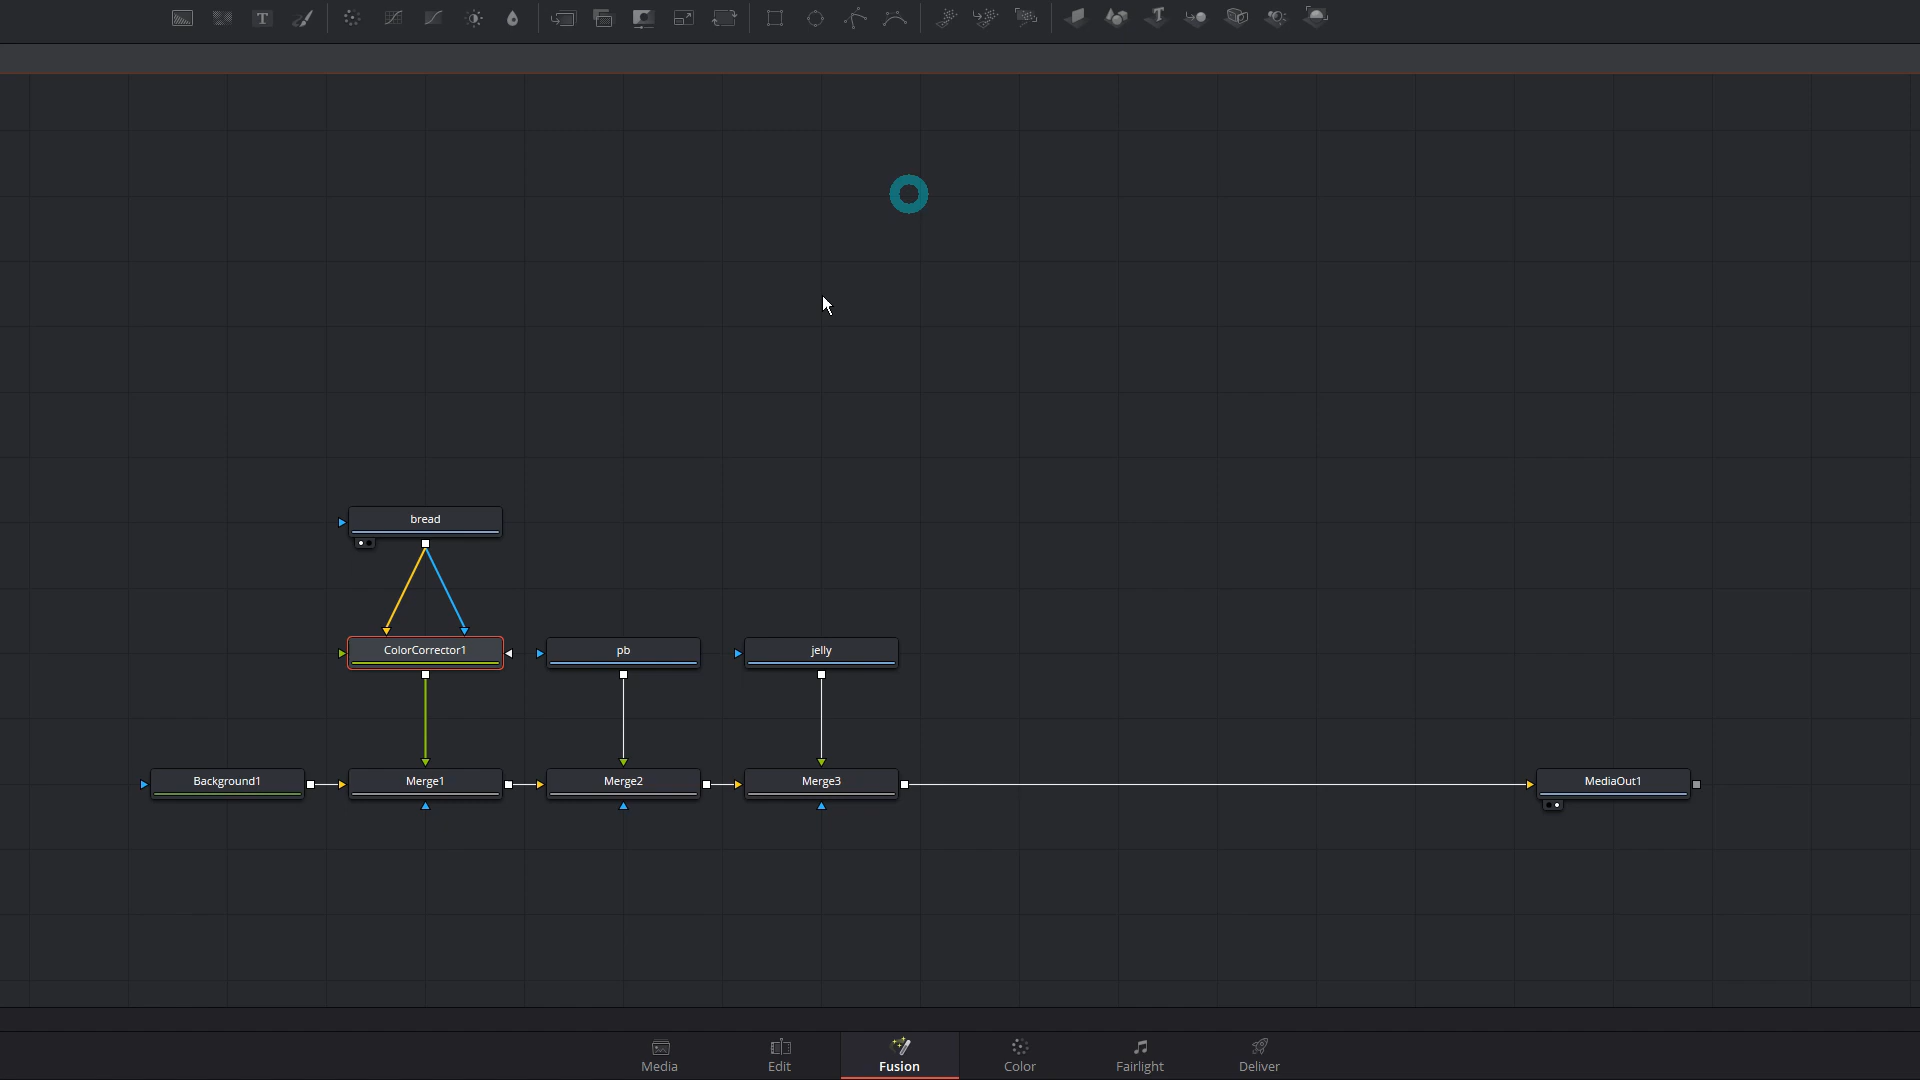 T
T
bread
ColorCorrector1
pb
jelly
Background1
Merge1
Merge2
Merge3
MediaOut1
Media
Edit
Fusion
Color
Fairlight
Deliver